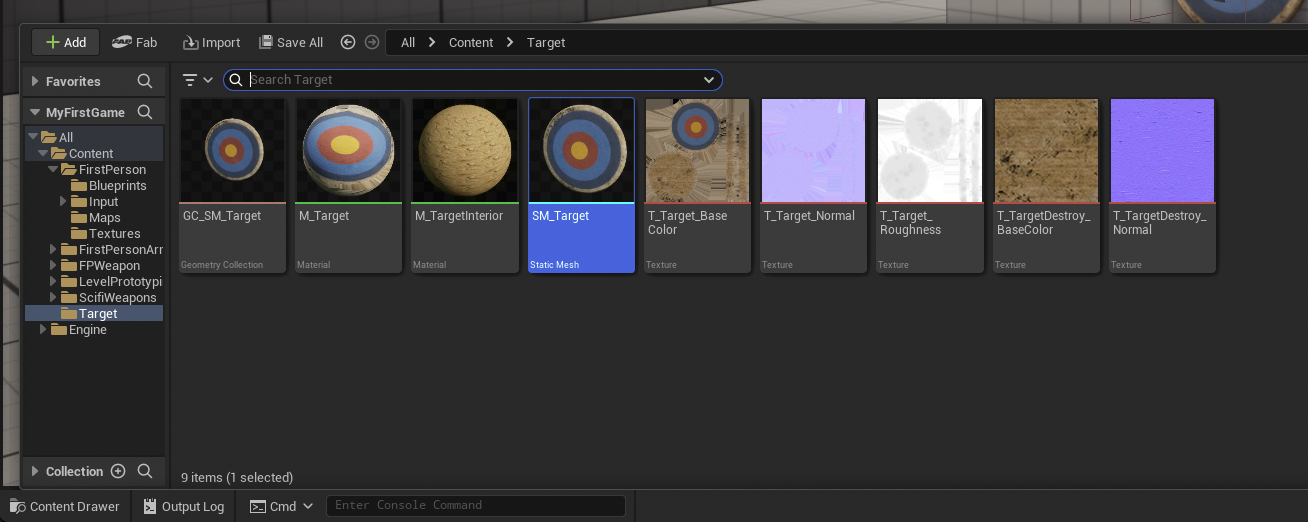 Add
Fab
Import
Save All
All
Content
Target
Favorites
Search Target
MyFirstGame
All
Content
FirstPerson
Blueprints
Input
Maps
Textures
FirstPersonArr
FPWeapon
LevelPrototypi
ScifiWeapons
Target
Engine
GC_SM_Target
Geometry Collection
M_Target
Material
M_TargetInterior
Material
SM_Target
Static Mesh
T_Target_Base
Color
Texture
T_Target_Normal
Texture
T_Target_
Roughness
Texture
T_TargetDestroy_
BaseColor
Texture
T_TargetDestroy_
Normal
Texture
Collection
9 items (1 selected)
Content Drawer
Output Log
Cmd
Enter Console Command